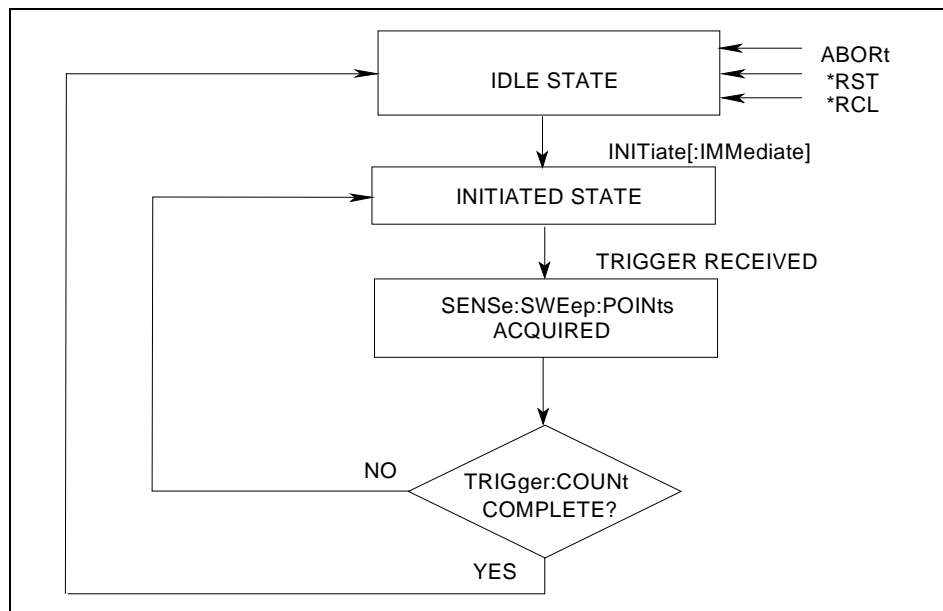 IDLE STATE
ABORt
*RST
*RCL
INITiate[:IMMediate]
INITIATED STATE
TRIGGER RECEIVED
SENSe:SWEep:POINts
ACQUIRED
NO
TRIGger:COUNt
COMPLETE?
YES